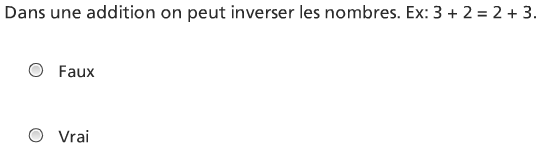 Dans une addition on peut inverser les nombres. Ex: 3 + 2 = 2 + 3.
Faux
Vrai